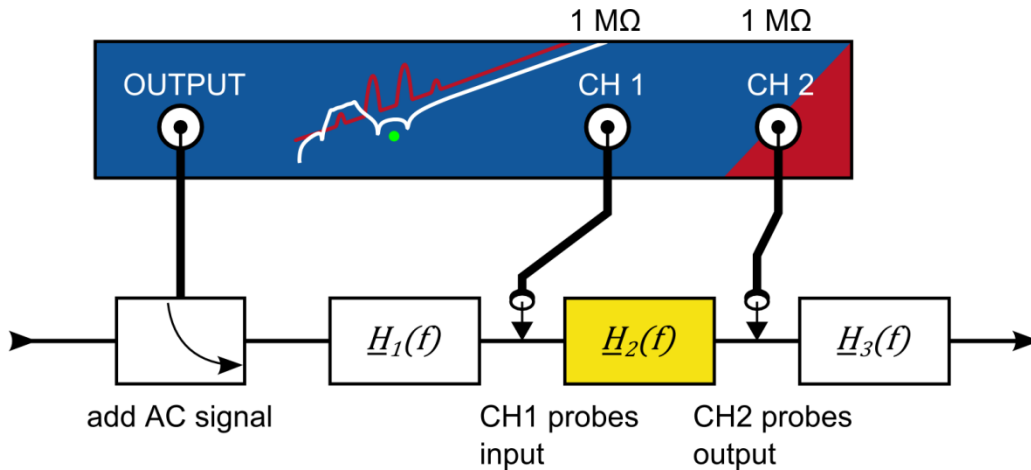 1 MΩ 1 MΩ
OUTPUT CH 1 CH 2
H₁(f) H₂(f) H₃(f)
add AC signal CH1 probes CH2 probes
input output